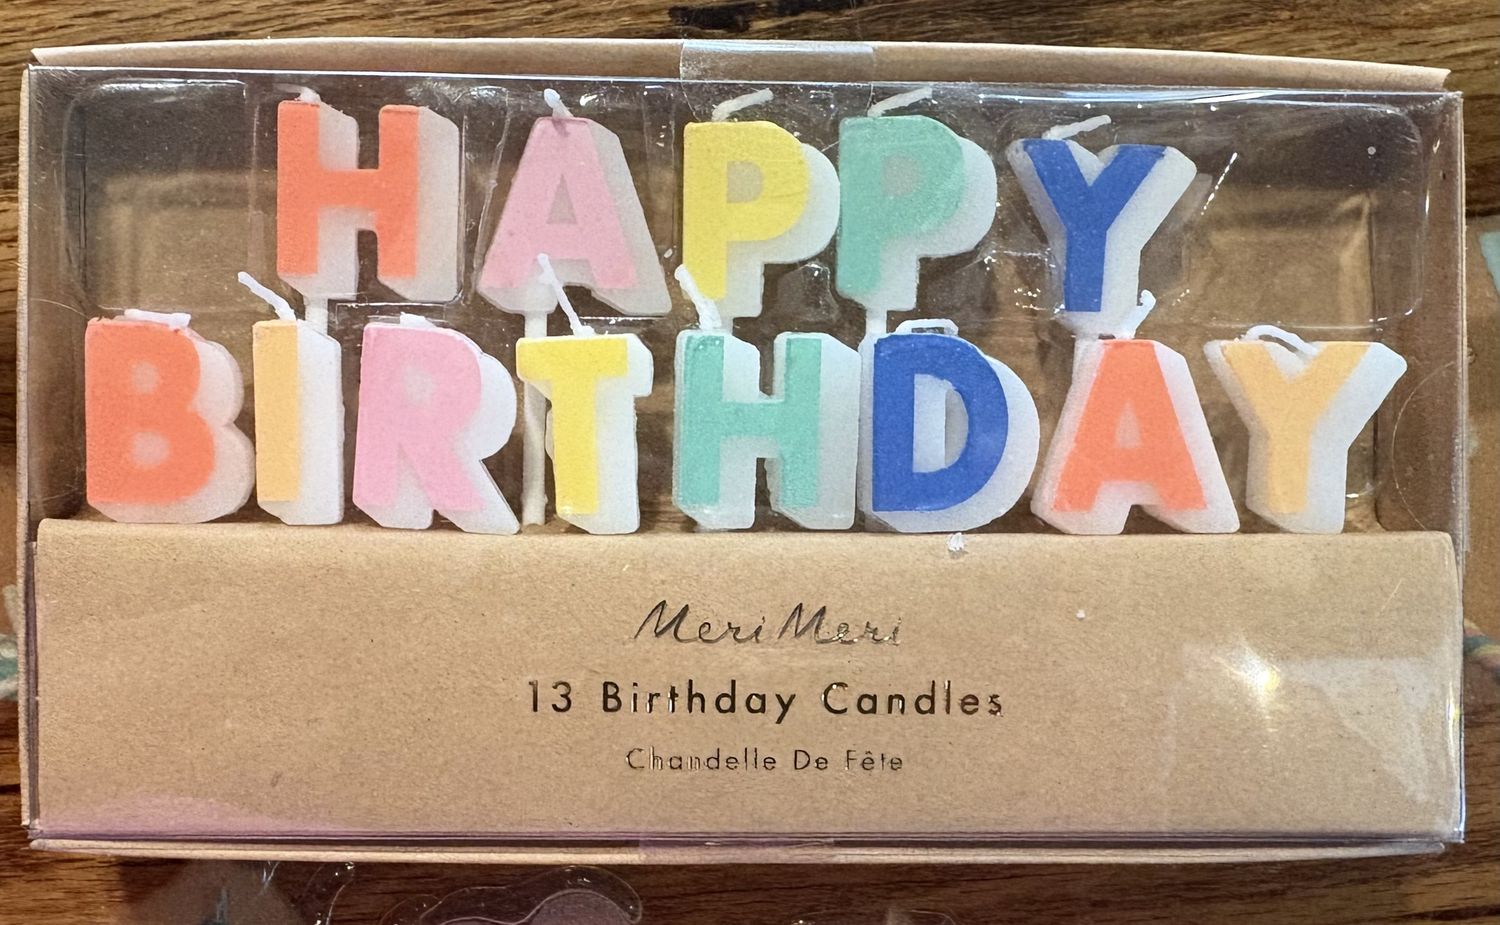 HAPPY
BIRTHDAY
Meri Meri
13 Birthday Candles
Chandelle De Fête